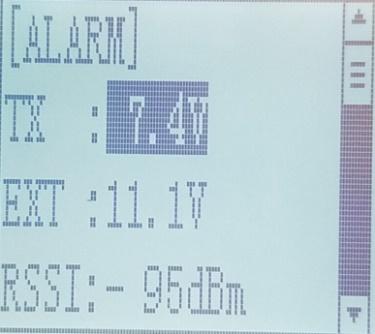 [ALARM]
TX :7.4V
EXT :11.1V
RSSI:- 95dBm